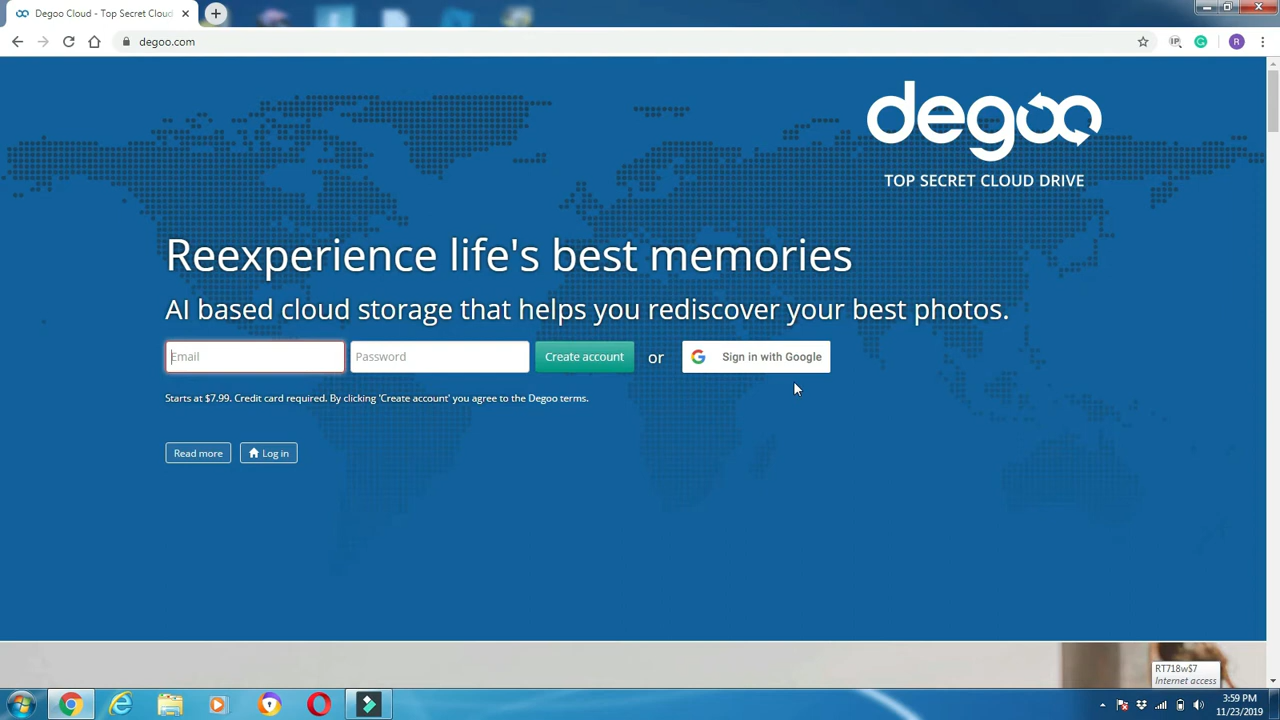 Degoo Cloud - Top Secret Cloud
degoo.com
IP
R
degoo
TOP SECRET CLOUD DRIVE
Reexperience life's best memories
AI based cloud storage that helps you rediscover your best photos.
Email
Password
Create account
or
Sign in with Google
Starts at $7.99. Credit card required. By clicking 'Create account' you agree to the Degoo terms.
Read more
Log in
RT718w$7
Internet access
3:59 PM
11/23/2019